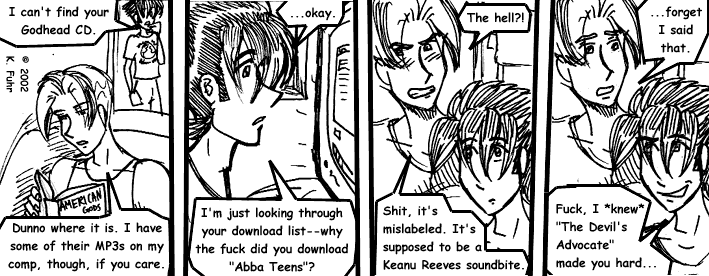 I can't find your
Godhead CD.
© 2002
K. Fuhr
AMERICAN
GODS
Dunno where it is. I have
some of their MP3s on my
comp, though, if you care.
...okay.
I'm just looking through
your download list--why
the fuck did you download
"Abba Teens"?
The hell?!
Shit, it's
mislabeled. It's
supposed to be a
Keanu Reeves soundbite.
...forget
I said
that.
Fuck, I *knew*
"The Devil's
Advocate"
made you hard...